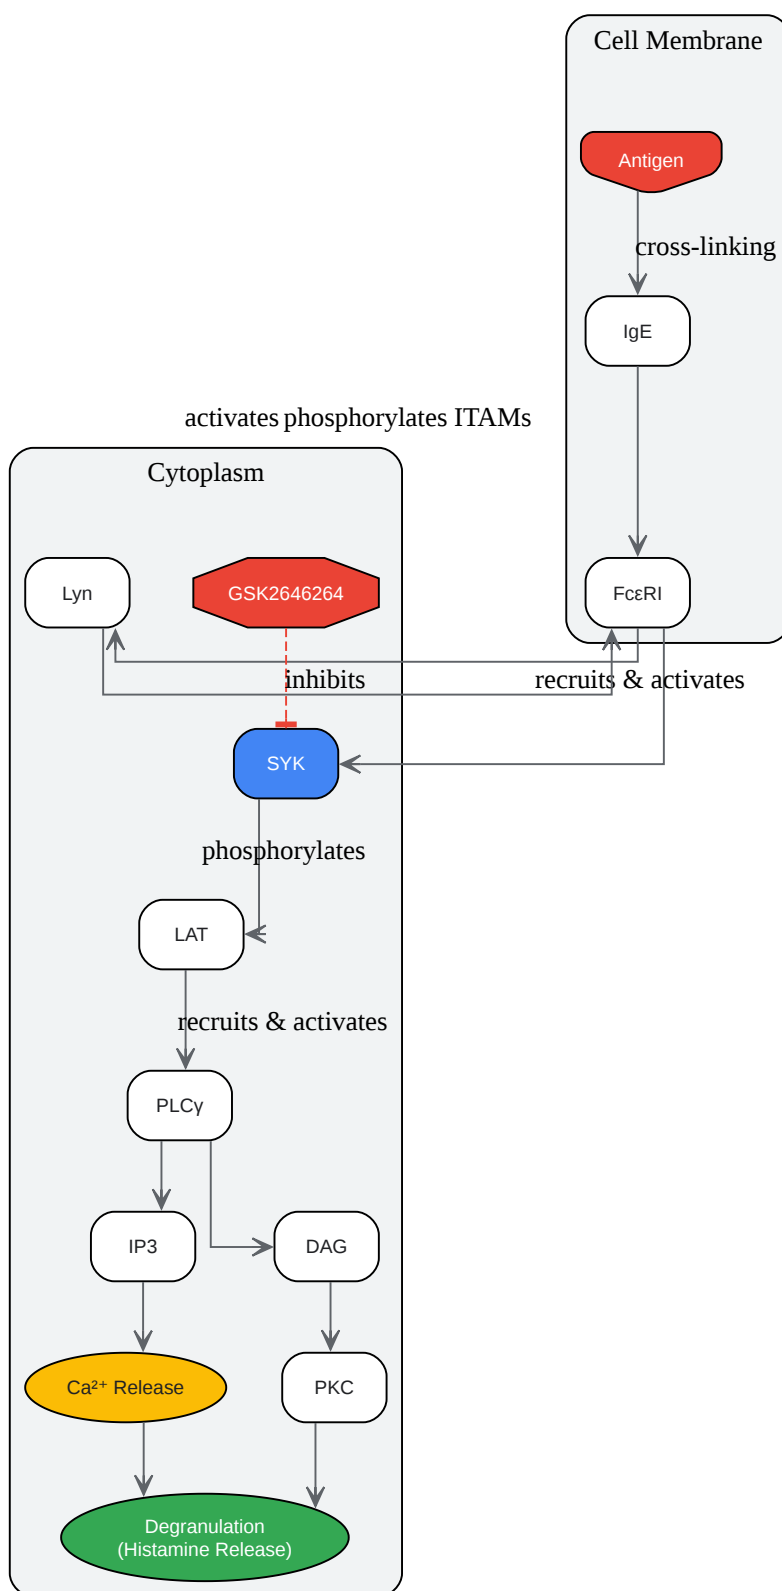 Cell Membrane
Antigen
cross-linking
IgE
activates phosphorylates ITAMs
Cytoplasm
Lyn
GSK2646264
FcεRI
inhibits
recruits & activates
SYK
phosphorylates
LAT
recruits & activates
PLCγ
IP3
DAG
Ca²⁺ Release
PKC
Degranulation
(Histamine Release)